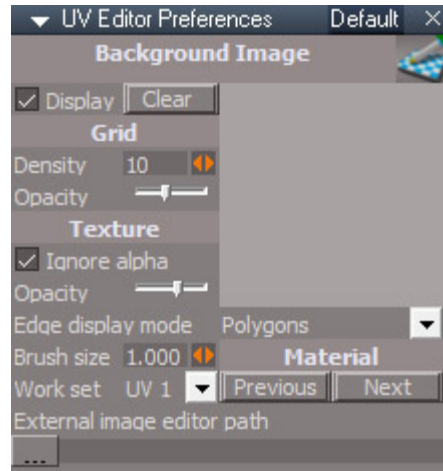 UV Editor Preferences Default
Background Image
Display Clear
Grid
Density 10
Opacity
Texture
Ignore alpha
Opacity
Edge display mode Polygons
Brush size 1.000 Material
Work set UV 1 Previous Next
External image editor path
...